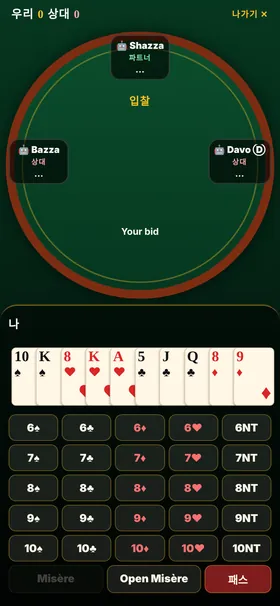 우리 0 상대 0 나가기 ×
Shazza
파트너
...
입찰
Bazza
상대
...
Davo D
상대
...
Your bid
나
10 K 8 K A 5 J Q 8 9
♠ ♠ ♥ ♥ ♥ ♣ ♣ ♣ ♦ ♦
6♠ 6♣ 6♦ 6♥ 6NT
7♠ 7♣ 7♦ 7♥ 7NT
8♠ 8♣ 8♦ 8♥ 8NT
9♠ 9♣ 9♦ 9♥ 9NT
10♠ 10♣ 10♦ 10♥ 10NT
Misère Open Misère 패스